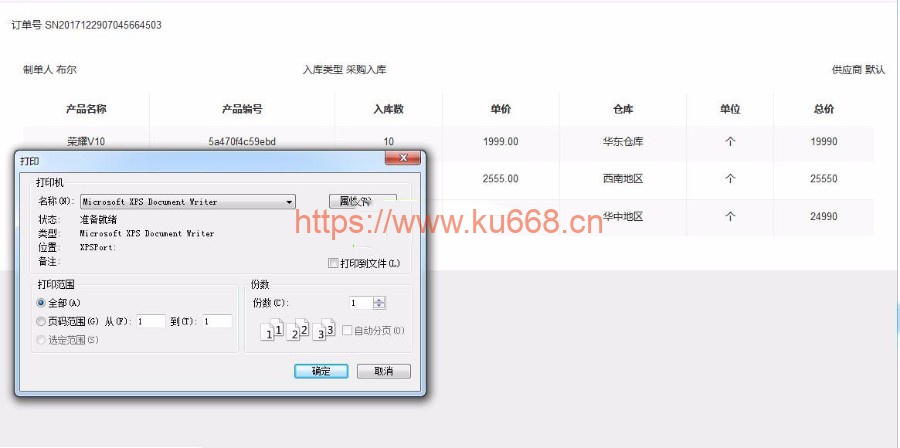 订单号 SN2017122907045664503
制单人 布尔 入库类型 采购入库 供应商 默认
产品名称 产品编号 入库数 单价 仓库 单位 总价
荣耀V10 5a470f4c59ebd 10 1999.00 华东仓库 个 19990
2555.00 西南地区 个 25550
华中地区 个 24990
https://www.ku668.cn
打印
打印机
名称(N): Microsoft XPS Document Writer 属性(P)
状态: 准备就绪
类型: Microsoft XPS Document Writer
位置: XPSPort:
备注: 打印到文件(L)
打印范围 份数
全部(A) 份数(C): 1
页码范围(G) 从(F): 1 到(T): 1
选定范围(S) 1 1 2 2 3 3 自动分页(O)
确定 取消